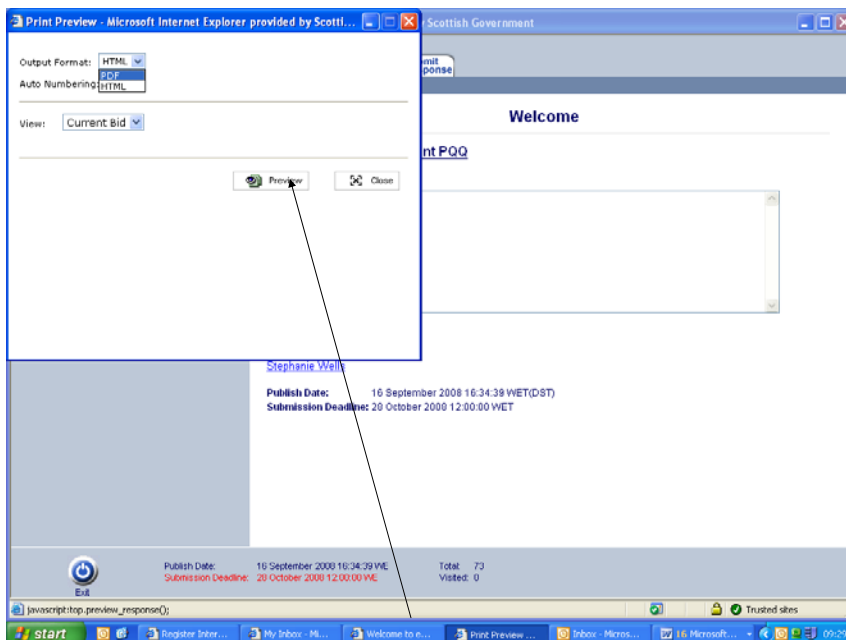 Print Preview - Microsoft Internet Explorer provided by Scotti...
Scottish Government
Output Format: HTML
PDF
HTML
Auto Numbering:
View: Current Bid
Preview
Close
mit
ponse
Welcome
nt PQQ
Stephanie Wells
Publish Date: 16 September 2008 16:34:39 WET(DST)
Submission Deadline: 28 October 2008 12:00:00 WET
Exit
Publish Date: 16 September 2008 16:34:39 WE
Submission Deadline: 28 October 2008 12:00:00 WE
Total: 73
Visited: 0
javascript:top.preview_response();
Trusted sites
start
Register Inter...
My Inbox - Mi...
Welcome to e...
Print Preview ...
Inbox - Micros...
16 Microsoft...